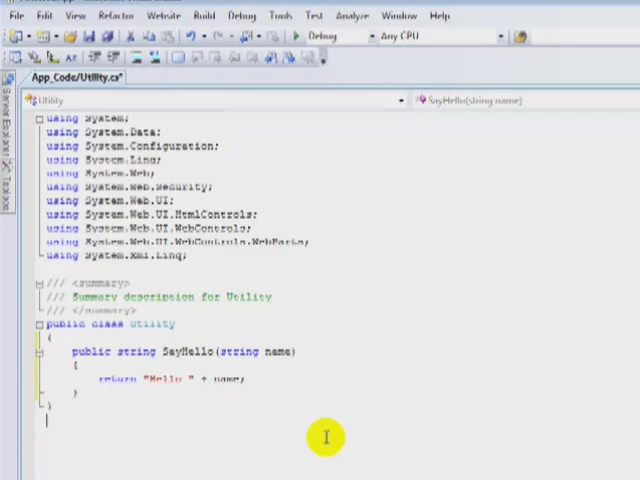 File Edit View Refactor Website Build Debug Tools Test Analyze Window Help
Debug Any CPU
App_Code/Utility.cs*
Utility SayHello(string name)
Server Explorer
Toolbox
using System;
using System.Data;
using System.Configuration;
using System.Linq;
using System.Web;
using System.Web.Security;
using System.Web.UI;
using System.Web.UI.HtmlControls;
using System.Web.UI.WebControls;
using System.Web.UI.WebControls.WebParts;
using System.Xml.Linq;
/// <summary>
/// Summary description for Utility
/// </summary>
public class Utility
{
public string SayHello(string name)
{
return "Hello " + name;
}
}